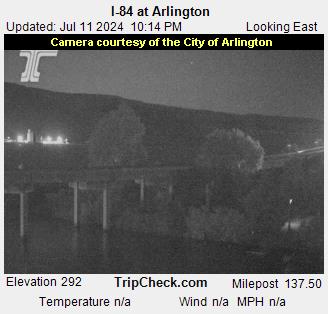 I-84 at Arlington
Updated: Jul 11 2024 10:14 PM Looking East
Camera courtesy of the City of Arlington
Elevation 292 TripCheck.com Milepost 137.50
Temperature n/a Wind n/a MPH n/a